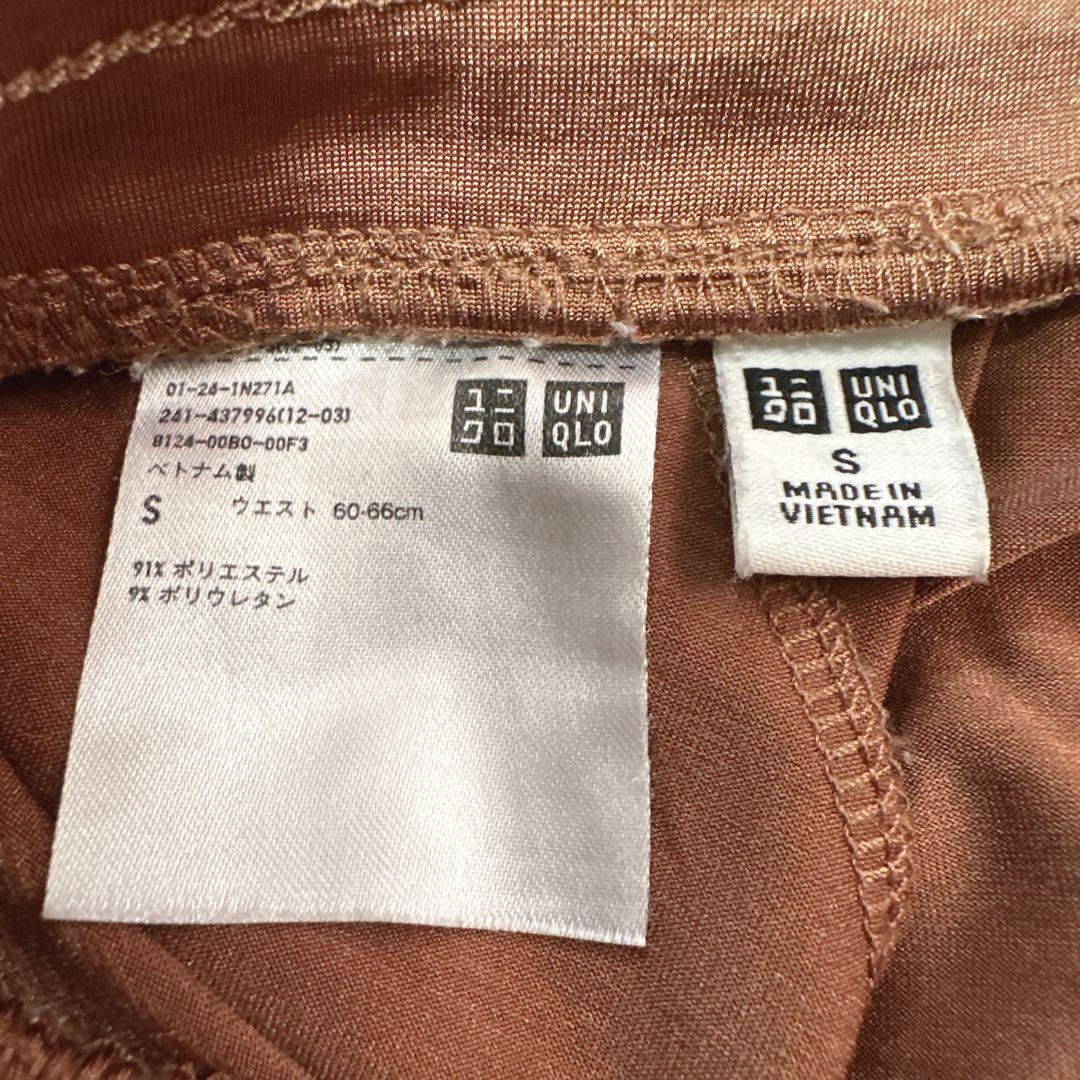 01-24-1N271A
241-437996(12-03)
8124-00B0-00F3
ベトナム製
S ウエスト 60-66cm
91% ポリエステル
9% ポリウレタン
ユニ
クロ
UNI
QLO
ユニ
クロ
UNI
QLO
S
MADE IN
VIETNAM